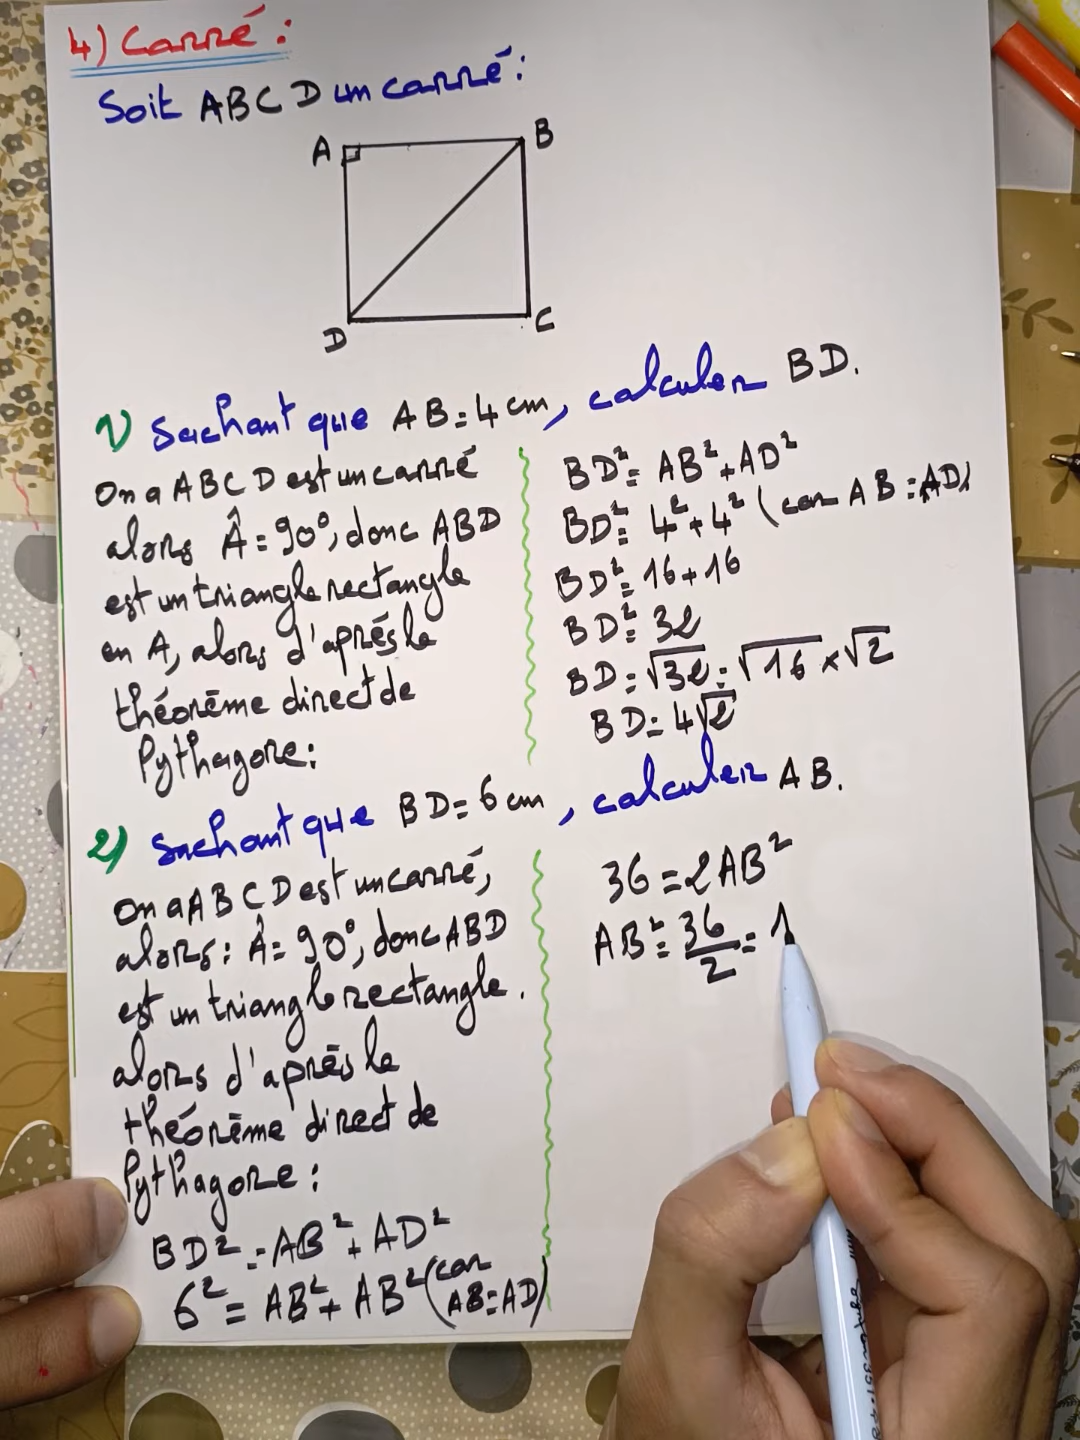 4) Carré :
Soit ABCD un carré :
A
B
D
C
1) Sachant que AB = 4 cm, calculer BD.
On a ABCD est un carré
alors Â = 90°, donc ABD
est un triangle rectangle
en A, alors d'aprés le
théorème direct de
Pythagore :
BD² = AB² + AD²
BD² = 4² + 4² (car AB = AD)
BD² = 16 + 16
BD² = 32
BD = √32 = √16 × √2
BD = 4√2
2) Sachant que BD = 6 cm, calculer AB.
On a ABCD est un carré,
alors : Â = 90°, donc ABD
est un triangle rectangle.
alors d'après le
théorème direct de
Pythagore :
BD² = AB² + AD²
6² = AB² + AB² (car
AB = AD)
36 = 2AB²
AB² = 36/2 = 1